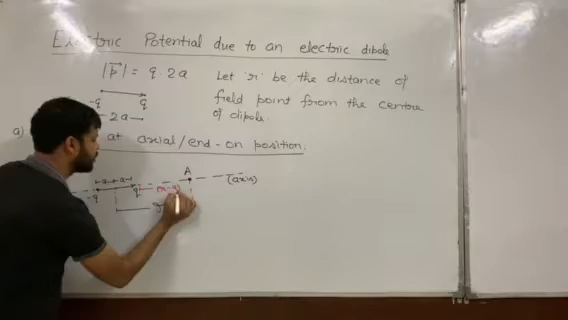 Electric Potential due to an electric dipole
|p⃗| = q·2a
Let 'r' be the distance of
field point from the centre
of dipole.
-q q
2a
a) at axial/end-on position.
a a A
-q q (r-a) (axis)
r